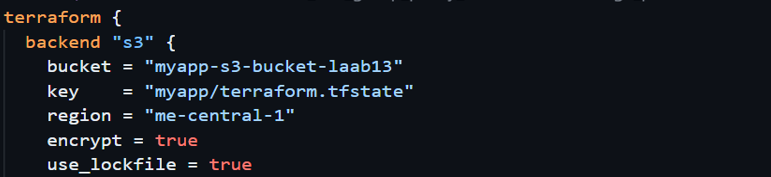 terraform {
  backend "s3" {
    bucket = "myapp-s3-bucket-laab13"
    key    = "myapp/terraform.tfstate"
    region = "me-central-1"
    encrypt = true
    use_lockfile = true